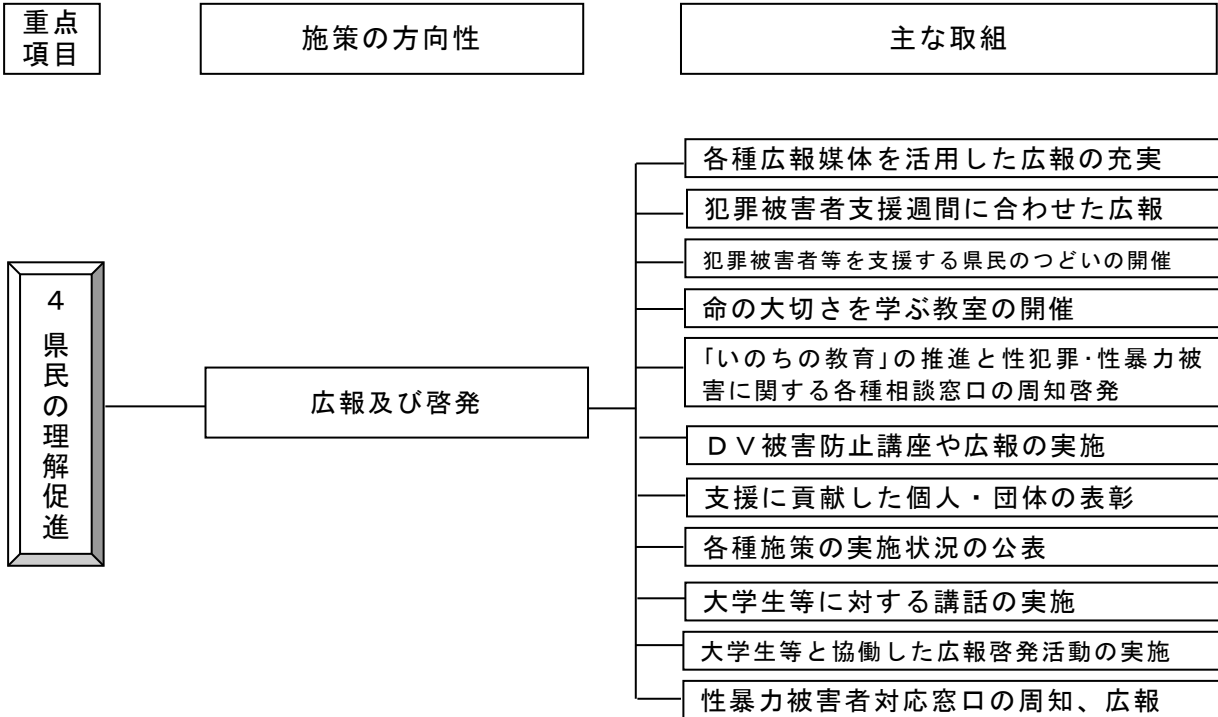 重点
項目
施策の方向性
主な取組
４ 県民の理解促進
広報及び啓発
各種広報媒体を活用した広報の充実
犯罪被害者支援週間に合わせた広報
犯罪被害者等を支援する県民のつどいの開催
命の大切さを学ぶ教室の開催
「いのちの教育」の推進と性犯罪・性暴力被
害に関する各種相談窓口の周知啓発
ＤＶ被害防止講座や広報の実施
支援に貢献した個人・団体の表彰
各種施策の実施状況の公表
大学生等に対する講話の実施
大学生等と協働した広報啓発活動の実施
性暴力被害者対応窓口の周知、広報